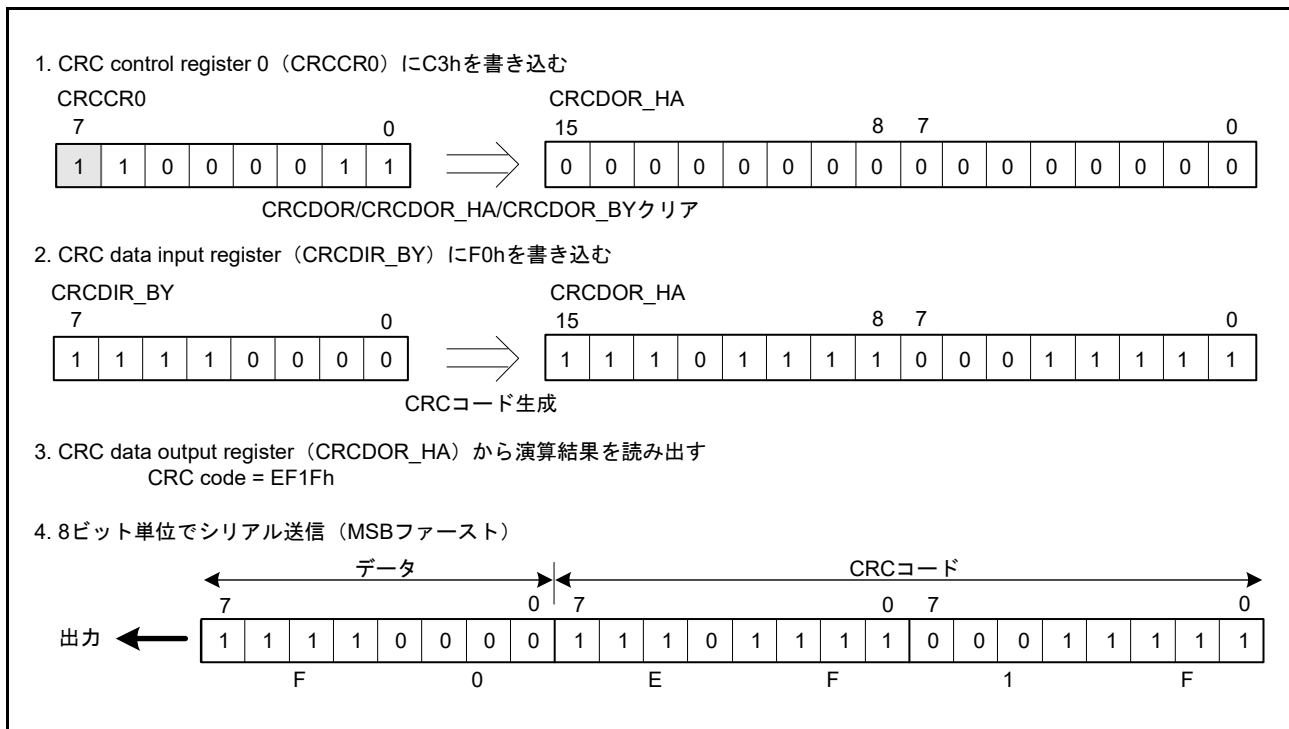 1. CRC control register 0（CRCCR0）にC3hを書き込む
CRCCR0 CRCDOR_HA
7 0 15 8 7 0
1 1 0 0 0 0 1 1 0 0 0 0 0 0 0 0 0 0 0 0 0 0 0 0
CRCDOR/CRCDOR_HA/CRCDOR_BYクリア
2. CRC data input register（CRCDIR_BY）にF0hを書き込む
CRCDIR_BY CRCDOR_HA
7 0 15 8 7 0
1 1 1 1 0 0 0 0 1 1 1 0 1 1 1 1 0 0 0 1 1 1 1 1
CRCコード生成
3. CRC data output register（CRCDOR_HA）から演算結果を読み出す
CRC code = EF1Fh
4. 8ビット単位でシリアル送信（MSBファースト）
データ CRCコード
7 0 7 0 7 0
出力 1 1 1 1 0 0 0 0 1 1 1 0 1 1 1 1 0 0 0 1 1 1 1 1
F 0 E F 1 F